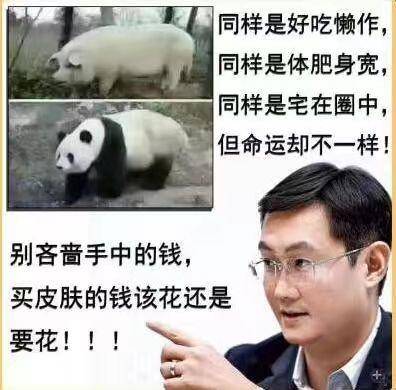 同样是好吃懒作，
同样是体肥身宽，
同样是宅在圈中，
但命运却不一样！
别吝啬手中的钱，
买皮肤的钱该花还是
要花！！！